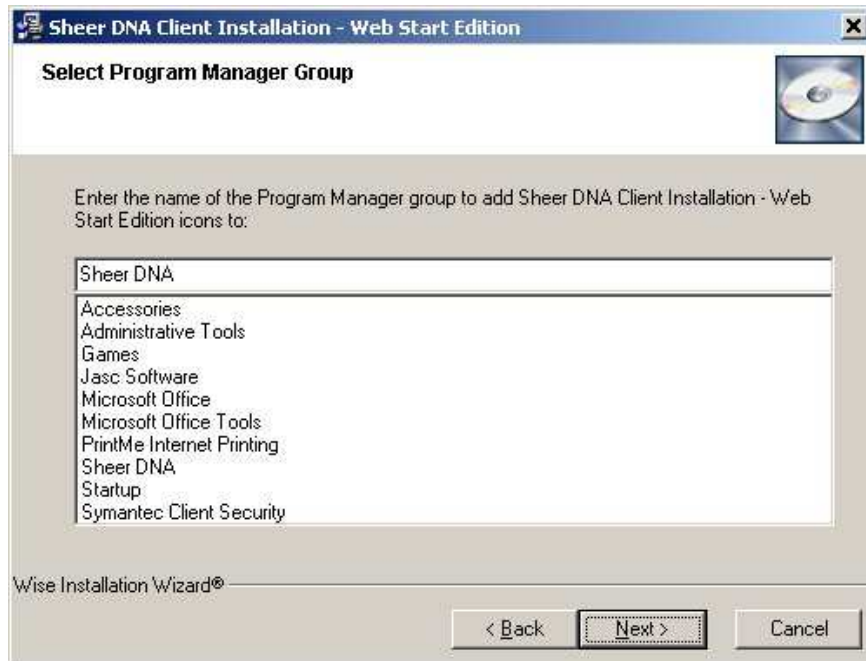 Sheer DNA Client Installation - Web Start Edition
Select Program Manager Group
Enter the name of the Program Manager group to add Sheer DNA Client Installation - Web
Start Edition icons to:
Sheer DNA
Accessories
Administrative Tools
Games
Jasc Software
Microsoft Office
Microsoft Office Tools
PrintMe Internet Printing
Sheer DNA
Startup
Symantec Client Security
Wise Installation Wizard®
< Back Next > Cancel